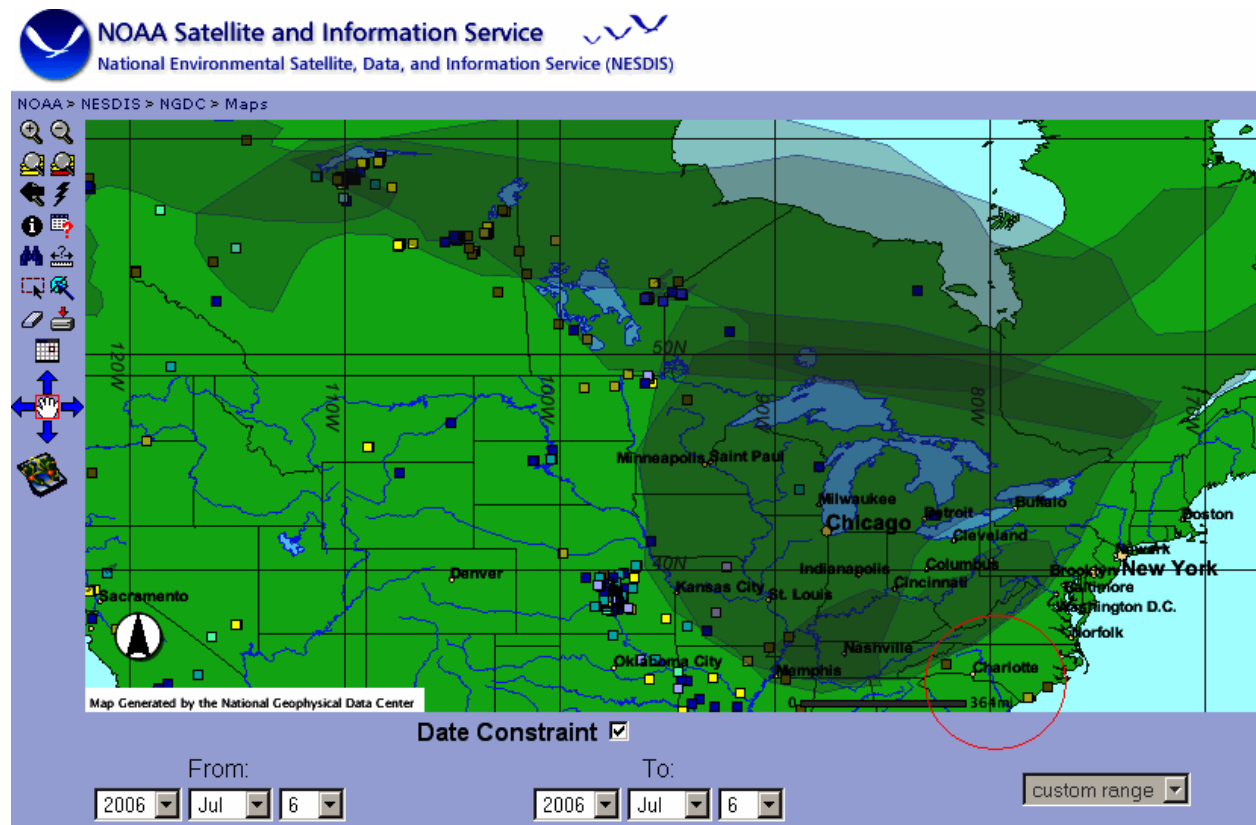 NOAA Satellite and Information Service
National Environmental Satellite, Data, and Information Service (NESDIS)
NOAA > NESDIS > NGDC > Maps
120W
110W
100W
50N
90W
80W
70W
Minneapolis Saint Paul
Milwaukee
Chicago
Detroit
Buffalo
Boston
Cleveland
Newark
New York
Denver
40N
Indianapolis
Columbus
Brooklyn
Sacramento
Kansas City
St. Louis
Cincinnati
Baltimore
Washington D.C.
Norfolk
Nashville
Oklahoma City
Memphis
Charlotte
0
364mi
Map Generated by the National Geophysical Data Center
Date Constraint
From:
To:
2006 Jul 6
2006 Jul 6
custom range